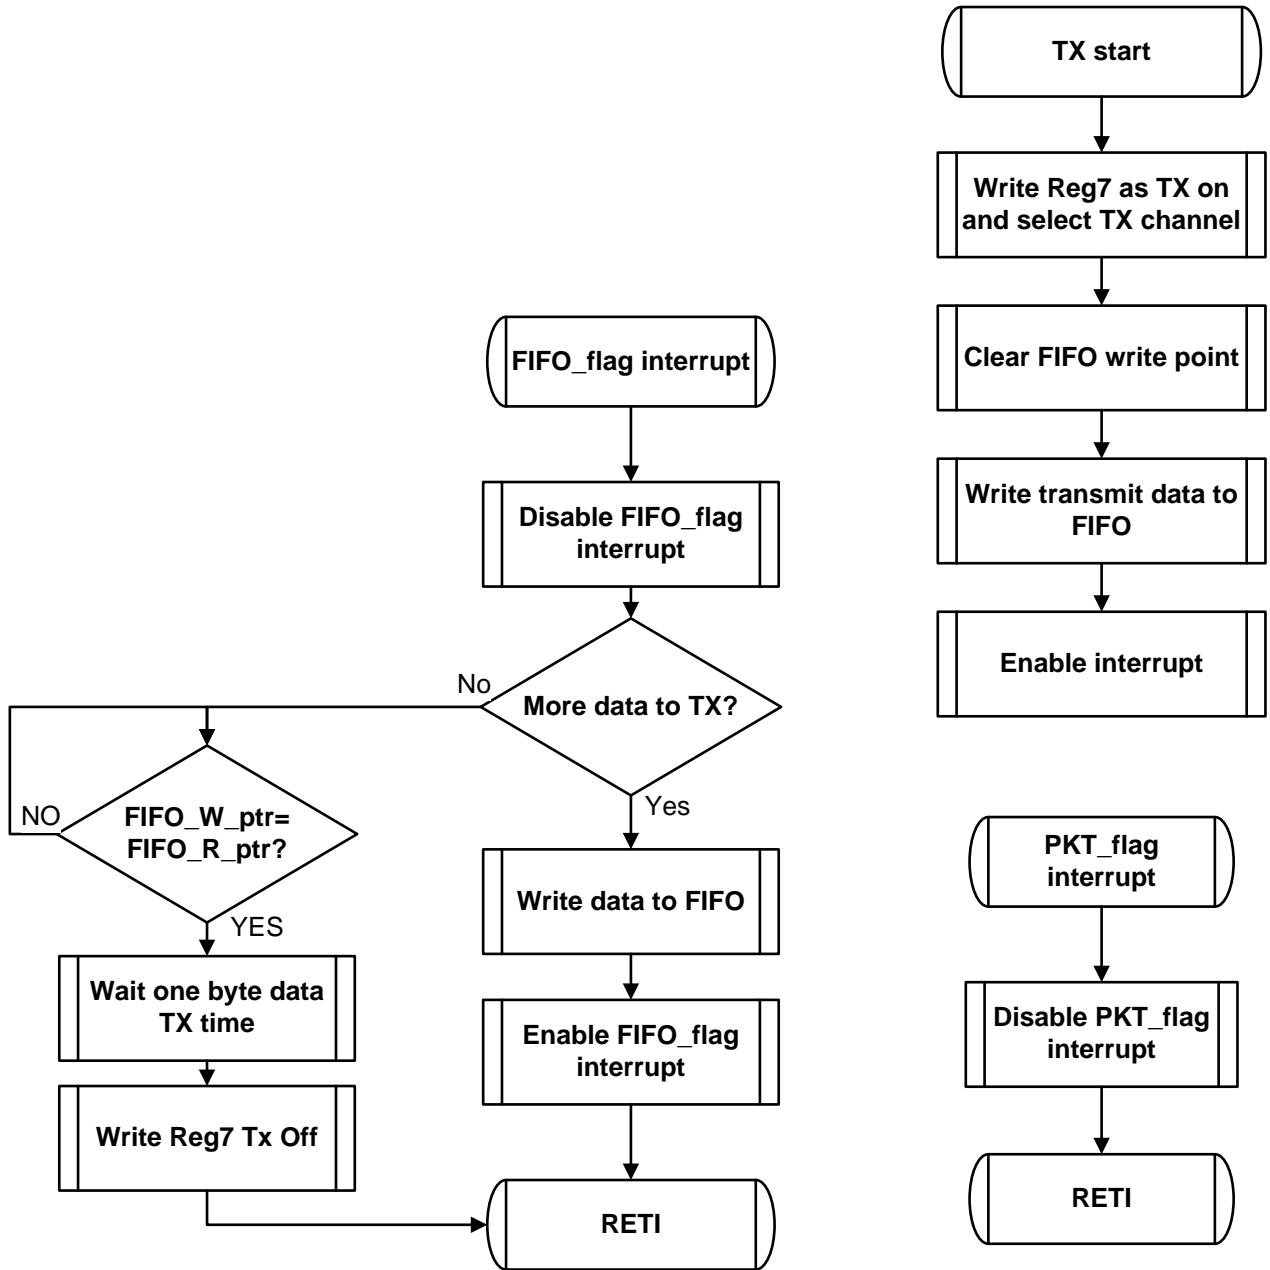 TX start
Write Reg7 as TX on
and select TX channel
Clear FIFO write point
Write transmit data to
FIFO
Enable interrupt
FIFO_flag interrupt
Disable FIFO_flag
interrupt
More data to TX?
No
Yes
FIFO_W_ptr=
FIFO_R_ptr?
NO
YES
Wait one byte data
TX time
Write Reg7 Tx Off
Write data to FIFO
Enable FIFO_flag
interrupt
RETI
PKT_flag
interrupt
Disable PKT_flag
interrupt
RETI